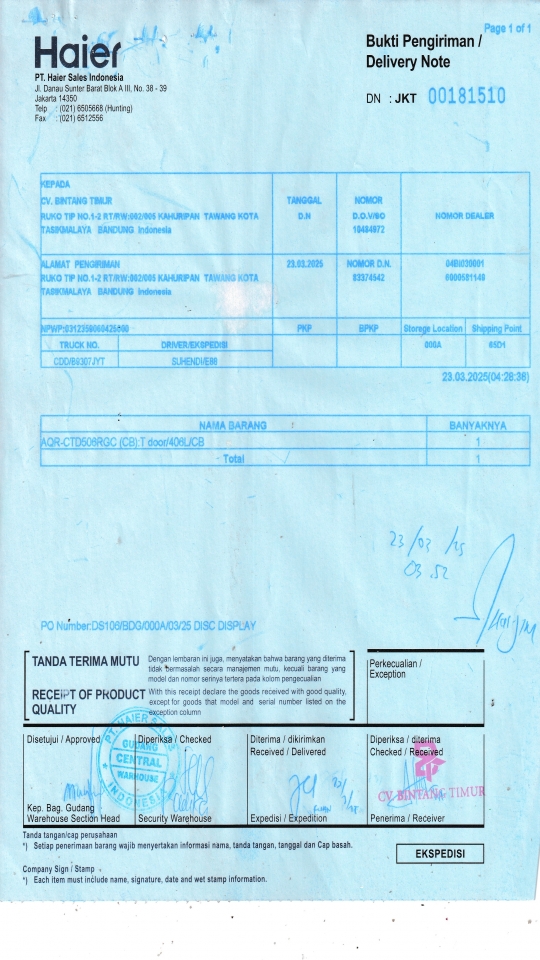 Page 1 of 1
Haier
Bukti Pengiriman /
Delivery Note
PT. Haier Sales Indonesia
Jl. Danau Sunter Barat Blok A III, No. 38 - 39
Jakarta 14350
Telp : (021) 6505668 (Hunting)
Fax : (021) 6512556
DN : JKT 00181510
KEPADA
CV. BINTANG TIMUR
RUKO TIP NO.1-2 RT/RW:002/005 KAHURIPAN TAWANG KOTA
TASIKMALAYA BANDUNG Indonesia
TANGGAL
D.N
NOMOR
D.O.V/SO
10484972
NOMOR DEALER
ALAMAT PENGIRIMAN
RUKO TIP NO.1-2 RT/RW:002/005 KAHURIPAN TAWANG KOTA
TASIKMALAYA BANDUNG Indonesia
23.03.2025
NOMOR D.N.
83374542
04BI030001
6000581149
PKP BPKP Storege Location Shipping Point
TRUCK NO. DRIVER/EKSPEDISI 000A 65D1
CDD/B9307JYT SUHENDI/E88
23.03.2025(04:28:36)
NAMA BARANG BANYAKNYA
AQR-CTD506RGC (CB):T door/406L/CB 1
Total 1
23/03/25
03.52
PO Number:DS106/BDG/000A/03/25 DISC DISPLAY
TANDA TERIMA MUTU
Dengan lembaran ini juga, menyatakan bahwa barang yang diterima
tidak bermasalah secara manajemen mutu, kecuali barang yang
model dan nomor serinya tertera pada kolom pengecualian
RECEIPT OF PRODUCT
QUALITY
With this receipt declare the goods received with good quality,
except for goods that model and serial number listed on the
exception column
Perkecualian /
Exception
Disetujui / Approved
Diperiksa / Checked
Diterima / dikirimkan
Received / Delivered
Diperiksa / diterima
Checked / Received
PT. HAIER SALES
GUDANG
CENTRAL
WAREHOUSE
INDONESIA
CV. BINTANG TIMUR
Kep. Bag. Gudang
Warehouse Section Head
Security Warehouse
Expedisi / Expedition
Penerima / Receiver
Tanda tangan/cap perusahaan
*) Setiap penerimaan barang wajib menyertakan informasi nama, tanda tangan, tanggal dan Cap basah.
EKSPEDISI
Company Sign / Stamp
*) Each item must include name, signature, date and wet stamp information.